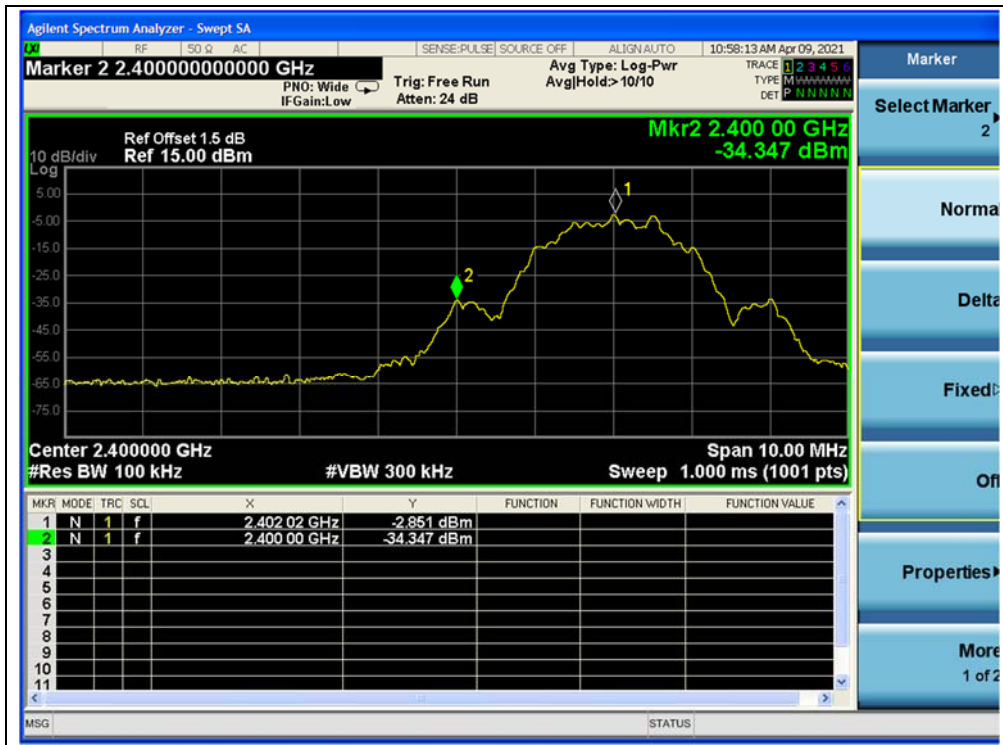 Agilent Spectrum Analyzer - Swept SA
LXI RF 50 Ω AC SENSE:PULSE SOURCE OFF ALIGN AUTO 10:58:13 AM Apr 09, 2021
Marker 2 2.400000000000 GHz
PNO: Wide
IFGain:Low
Trig: Free Run
Atten: 24 dB
Avg Type: Log-Pwr
Avg|Hold:> 10/10
TRACE 1 2 3 4 5 6
TYPE M
DET P N N N N N
Ref Offset 1.5 dB
Ref 15.00 dBm
Mkr2 2.400 00 GHz
-34.347 dBm
10 dB/div
Log
5.00
-5.00
-15.0
-25.0
-35.0
-45.0
-55.0
-65.0
-75.0
1
2
Center 2.400000 GHz
Span 10.00 MHz
#Res BW 100 kHz
#VBW 300 kHz
Sweep 1.000 ms (1001 pts)
MKR MODE TRC SCL X Y FUNCTION FUNCTION WIDTH FUNCTION VALUE
1 N 1 f 2.402 02 GHz -2.851 dBm
2 N 1 f 2.400 00 GHz -34.347 dBm
3
4
5
6
7
8
9
10
11
MSG STATUS
Marker
Select Marker
2
Norma
Delta
Fixed
Off
Properties
More
1 of 2